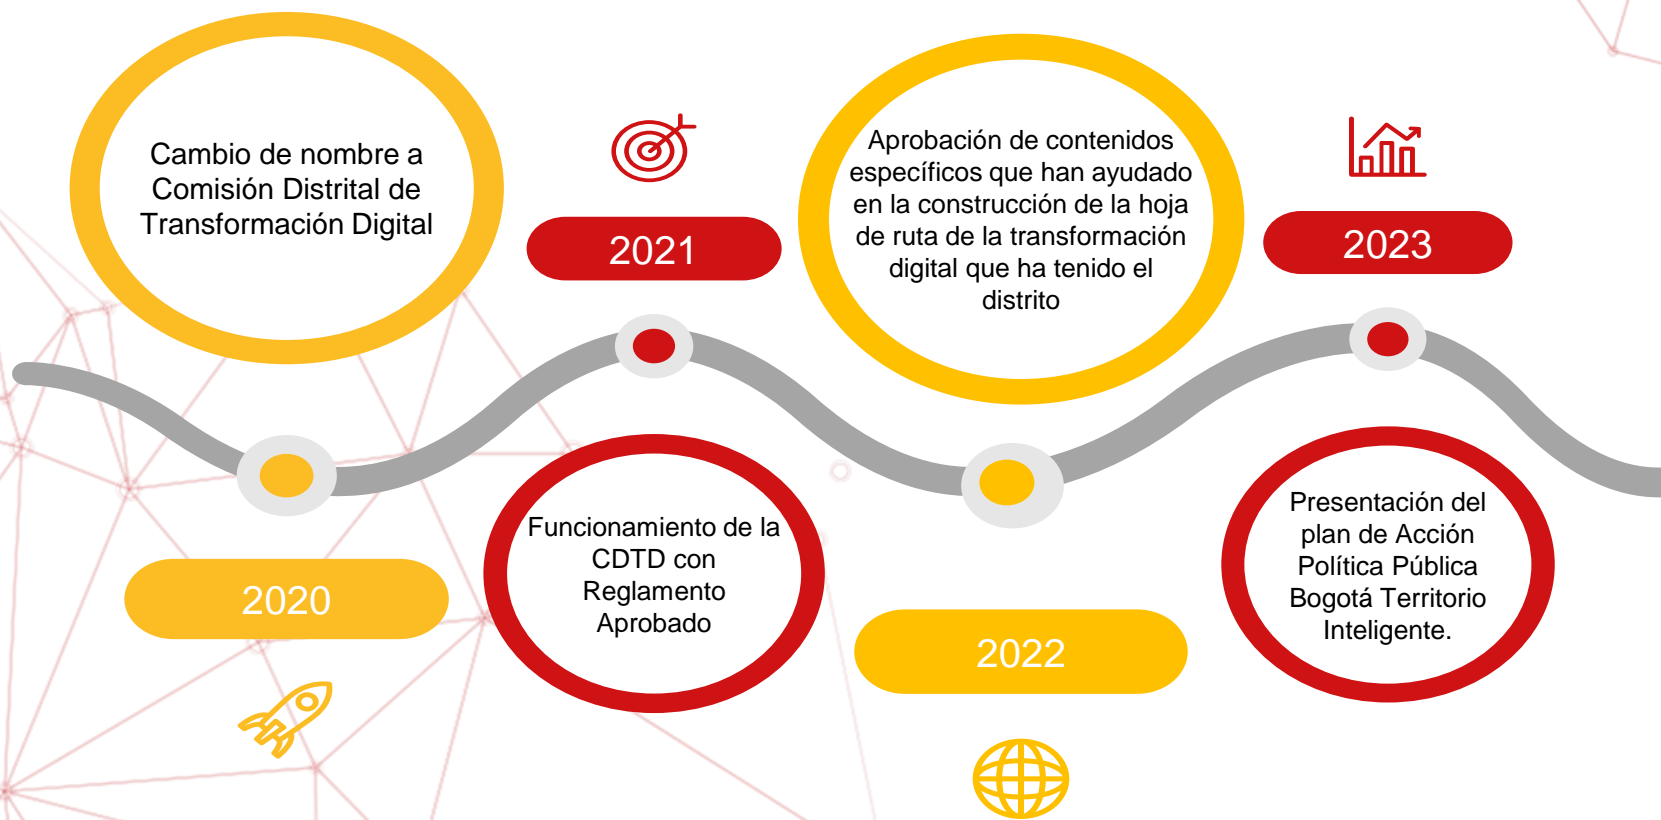 Cambio de nombre a
Comisión Distrital de
Transformación Digital
2020
2021
Funcionamiento de la
CDTD con
Reglamento
Aprobado
Aprobación de contenidos
específicos que han ayudado
en la construcción de la hoja
de ruta de la transformación
digital que ha tenido el
distrito
2022
2023
Presentación del
plan de Acción
Política Pública
Bogotá Territorio
Inteligente.